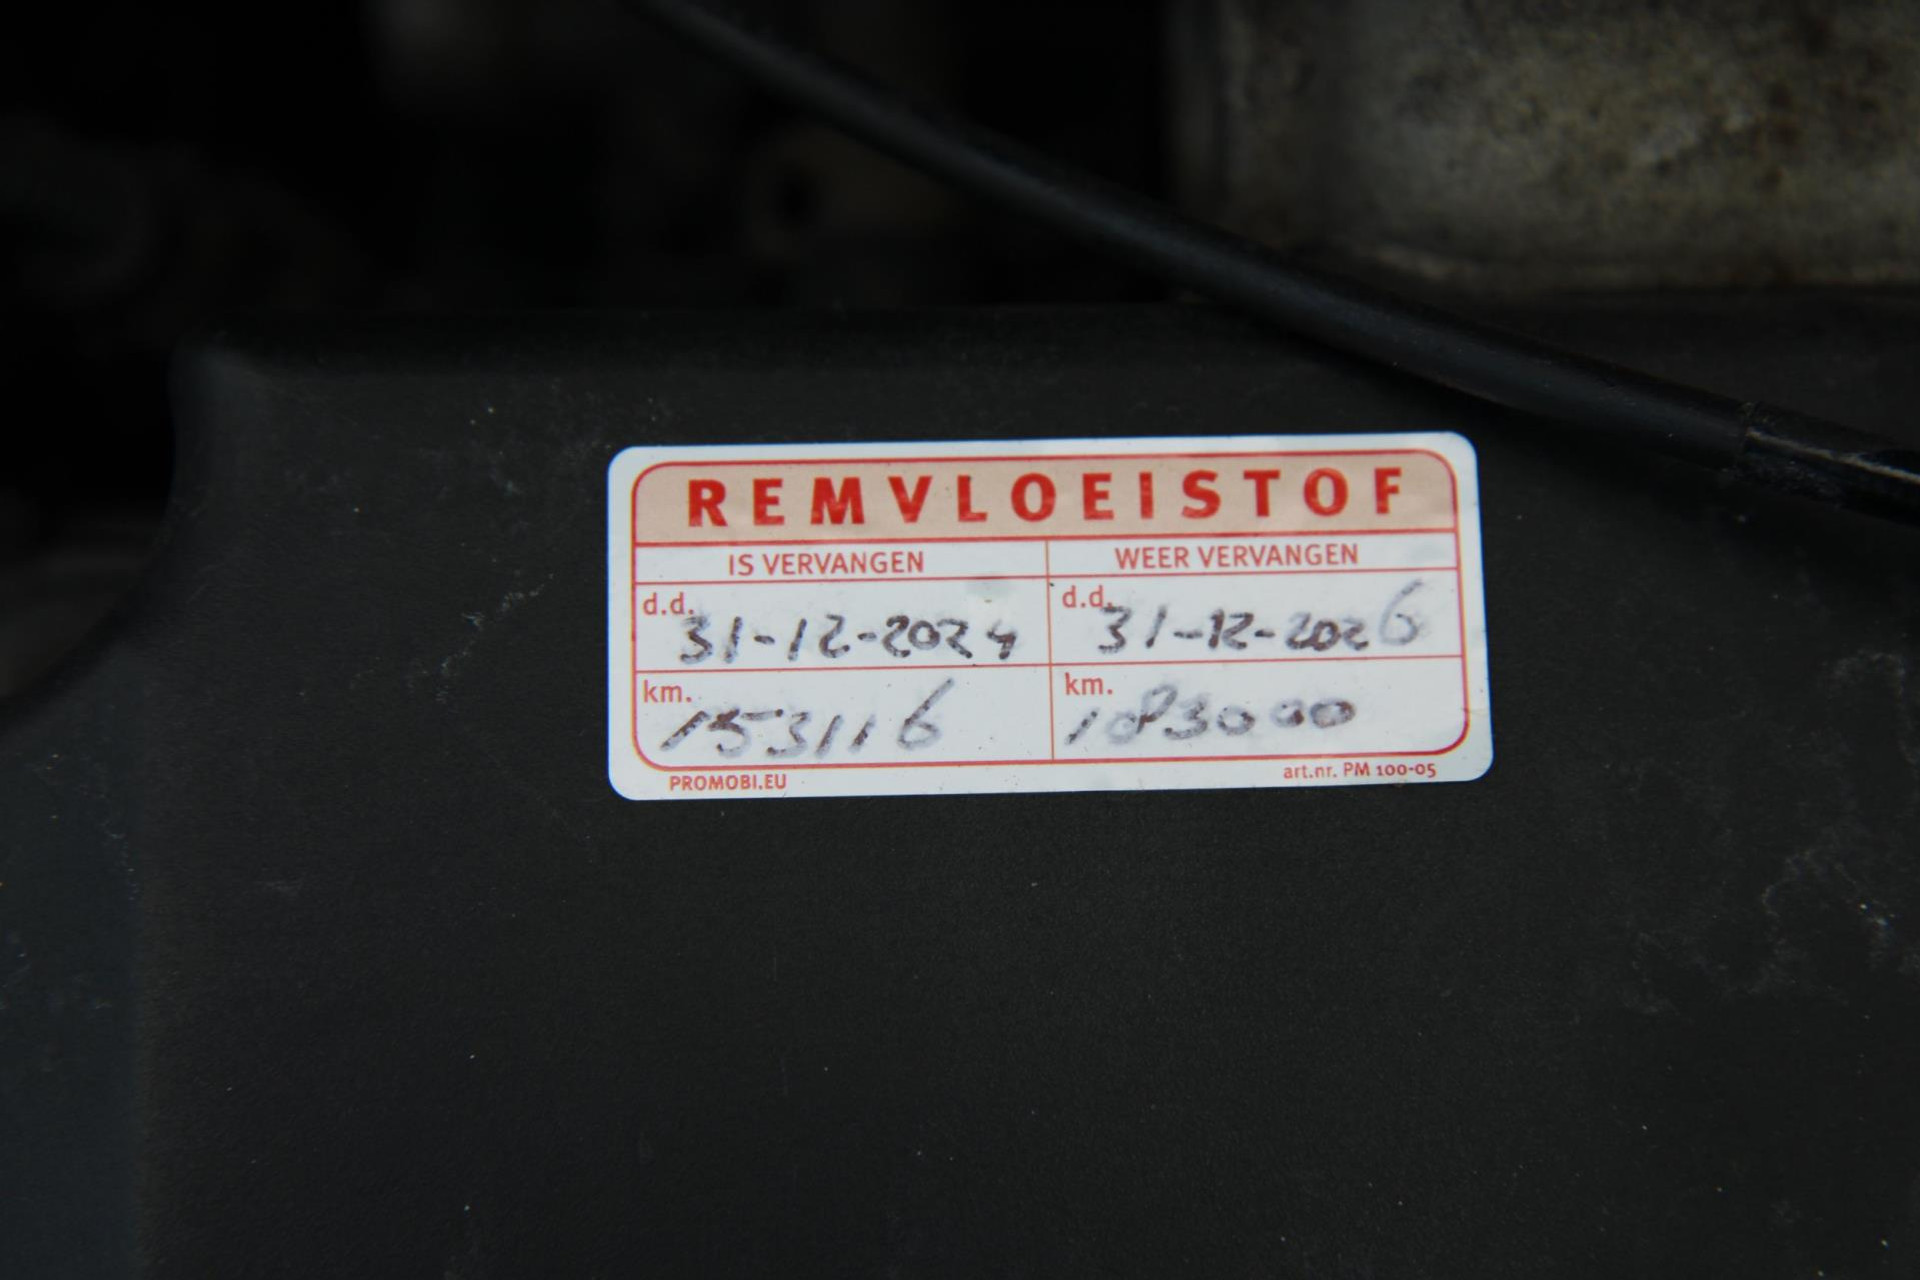 REMVLOEISTOF
IS VERVANGEN WEER VERVANGEN
d.d. 31-12-2024 d.d. 31-12-2026
km. 153116 km. 183000
PROMOBI.EU art.nr. PM 100-05